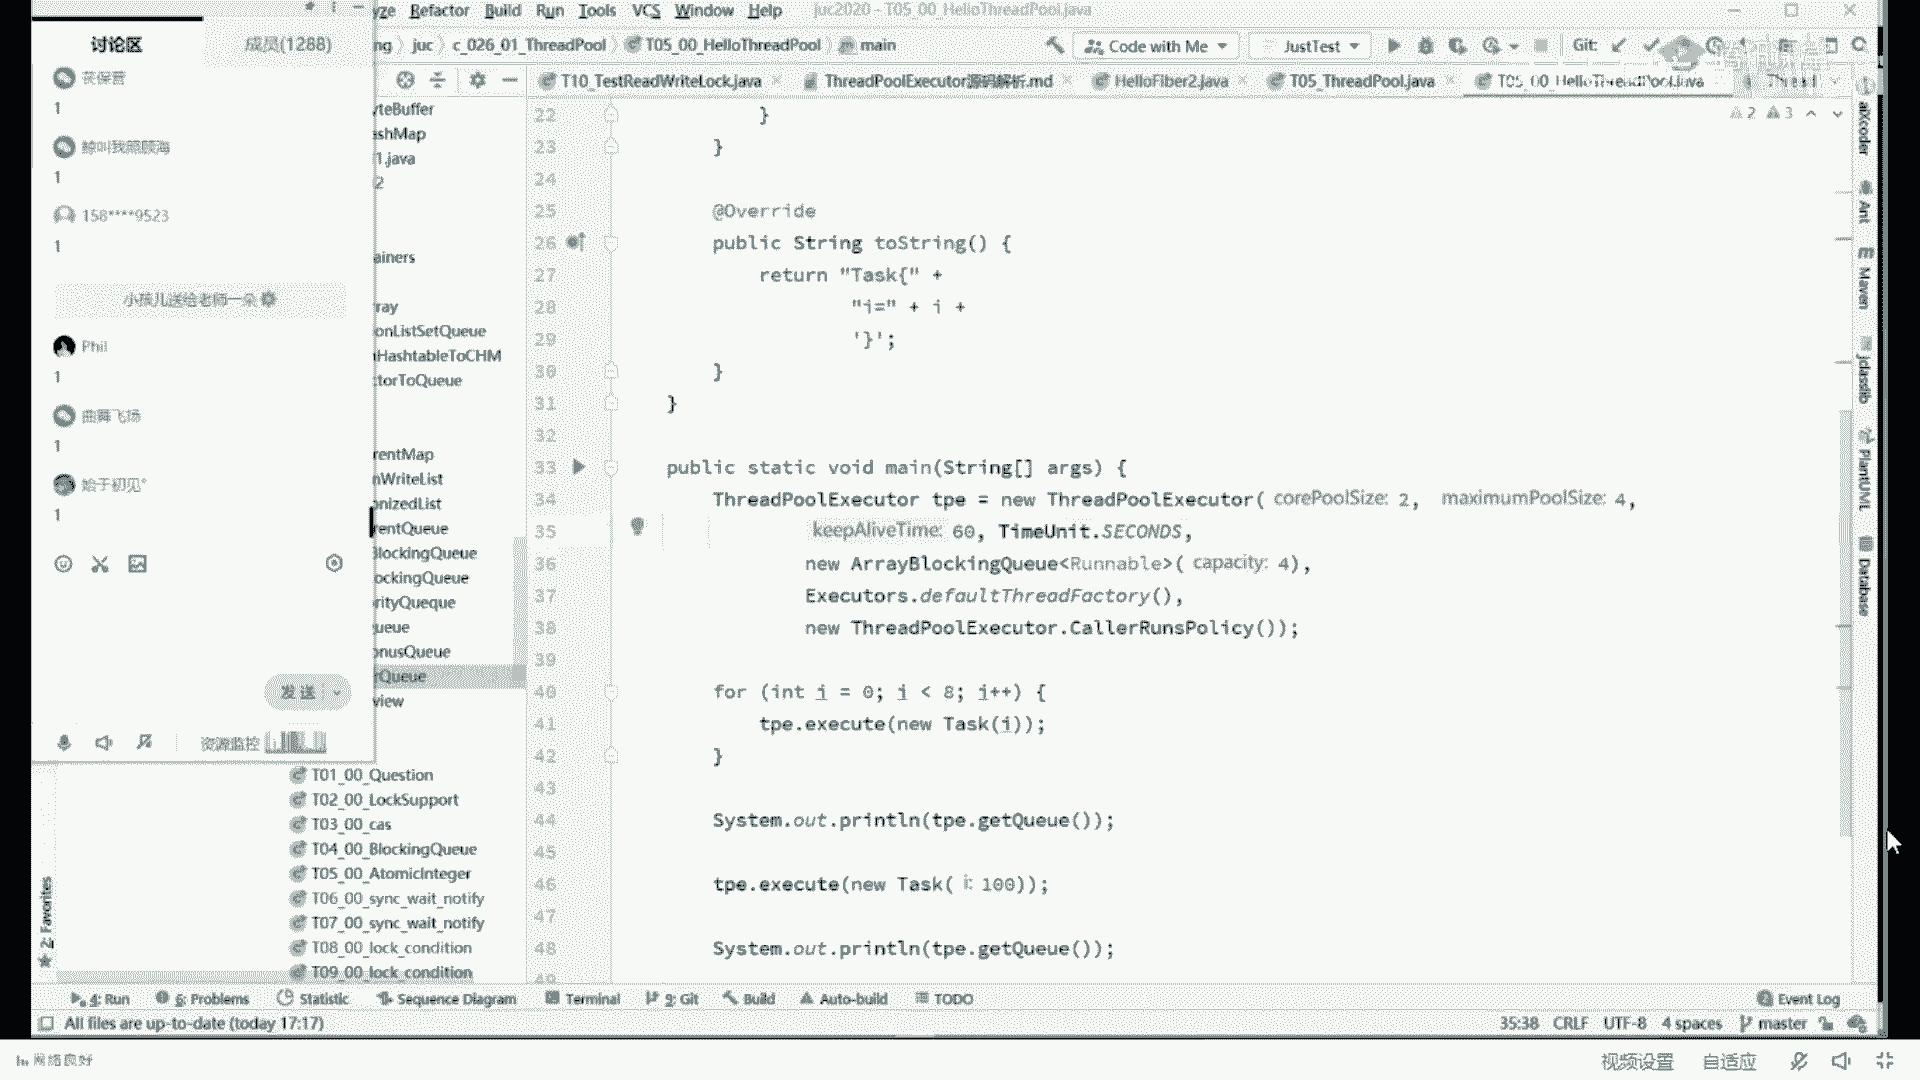 yze Refactor Build Run Tools VCS Window Help juc2020 - T05_00_HelloThreadPool.java
讨论区 成员(1288)
ng juc c_026_01_ThreadPool T05_00_HelloThreadPool main Code with Me JustTest Git:
T10_TestReadWriteLock.java ThreadPoolExecutor源码解析.md HelloFiber2.java T05_ThreadPool.java T05_00_HelloThreadPool.java Thread
2 3
1
鲸叫我照顾海
1
158****9523
1
小孩儿送给老师一朵
Phil
1
曲舞飞扬
1
始于初见°
1
发送
资源监控
yteBuffer
ashMap
1.java
2
ainers
ray
onListSetQueue
HashtableToCHM
torToQueue
rentMap
nWriteList
onizedList
rentQueue
BlockingQueue
ockingQueue
rityQueque
ueue
onusQueue
rQueue
view
T01_00_Question
T02_00_LockSupport
T03_00_cas
T04_00_BlockingQueue
T05_00_AtomicInteger
T06_00_sync_wait_notify
T07_00_sync_wait_notify
T08_00_lock_condition
T09_00_lock_condition
22 }
23 }
24
25 @Override
26 public String toString() {
27 return "Task{" +
28 "i=" + i +
29 '}';
30 }
31 }
32
33 public static void main(String[] args) {
34 ThreadPoolExecutor tpe = new ThreadPoolExecutor( corePoolSize: 2, maximumPoolSize: 4,
35 keepAliveTime: 60, TimeUnit.SECONDS,
36 new ArrayBlockingQueue<Runnable>( capacity: 4),
37 Executors.defaultThreadFactory(),
38 new ThreadPoolExecutor.CallerRunsPolicy());
39
40 for (int i = 0; i < 8; i++) {
41 tpe.execute(new Task(i));
42 }
43
44 System.out.println(tpe.getQueue());
45
46 tpe.execute(new Task( i: 100));
47
48 System.out.println(tpe.getQueue());
49
aiXcoder
Ant
Maven
jclasslib
PlantUML
Database
2: Favorites
4: Run 6: Problems Statistic Sequence Diagram Terminal 9: Git Build Auto-build TODO Event Log
All files are up-to-date (today 17:17) 35:38 CRLF UTF-8 4 spaces master
网络良好 视频设置 自适应